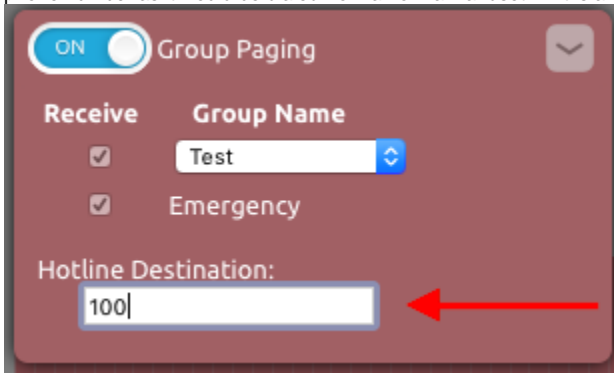 ON Group Paging
Receive Group Name
Test
Emergency
Hotline Destination:
100